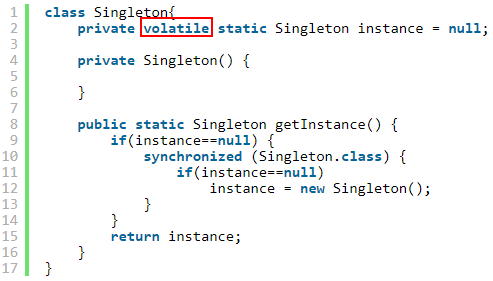 1 class Singleton{
2     private volatile static Singleton instance = null;
3
4     private Singleton() {
5
6     }
7
8     public static Singleton getInstance() {
9         if(instance==null) {
10             synchronized (Singleton.class) {
11                 if(instance==null)
12                     instance = new Singleton();
13             }
14         }
15         return instance;
16     }
17 }